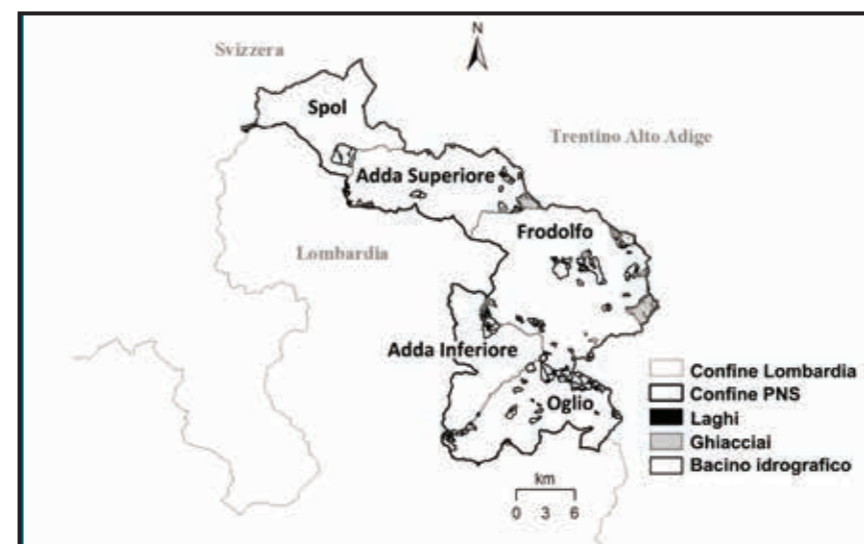 N
Svizzera
Spol
Trentino Alto Adige
Adda Superiore
Frodolfo
Lombardia
Adda Inferiore
Oglio
Confine Lombardia
Confine PNS
Laghi
Ghiacciai
Bacino idrografico
km
0 3 6